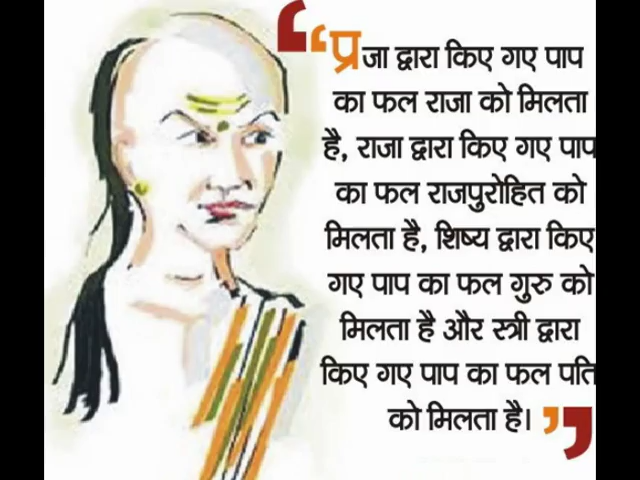 “प्रजा द्वारा किए गए पाप
का फल राजा को मिलता
है, राजा द्वारा किए गए पाप
का फल राजपुरोहित को
मिलता है, शिष्य द्वारा किए
गए पाप का फल गुरु को
मिलता है और स्त्री द्वारा
किए गए पाप का फल पति
को मिलता है।”